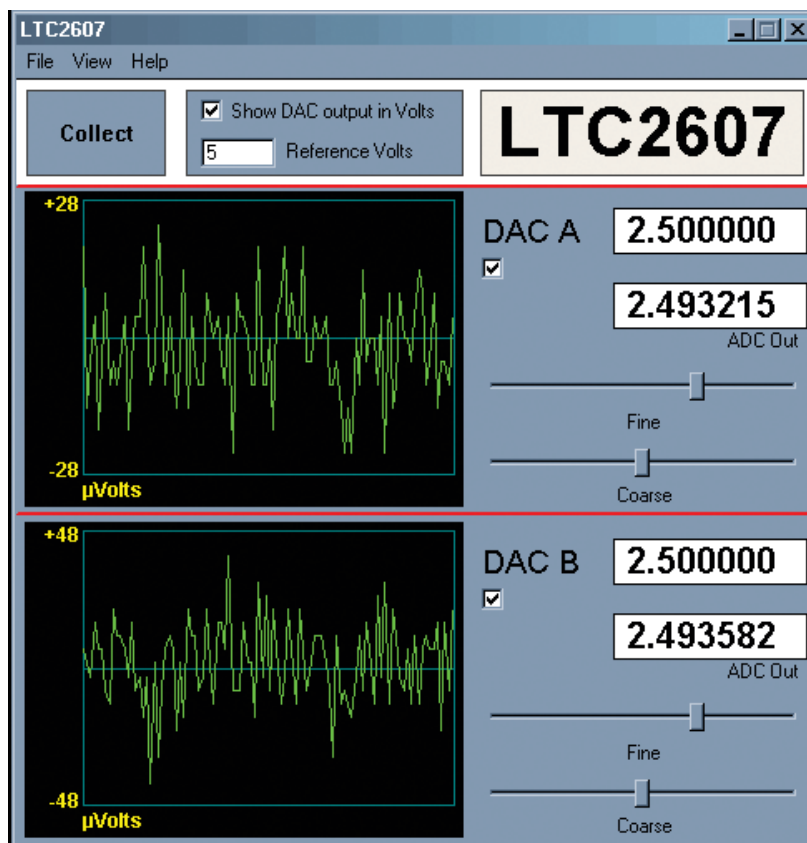 LTC2607
File View Help
Collect
Show DAC output in Volts
5 Reference Volts
LTC2607
+28
-28
µVolts
DAC A
2.500000
2.493215
ADC Out
Fine
Coarse
+48
-48
µVolts
DAC B
2.500000
2.493582
ADC Out
Fine
Coarse